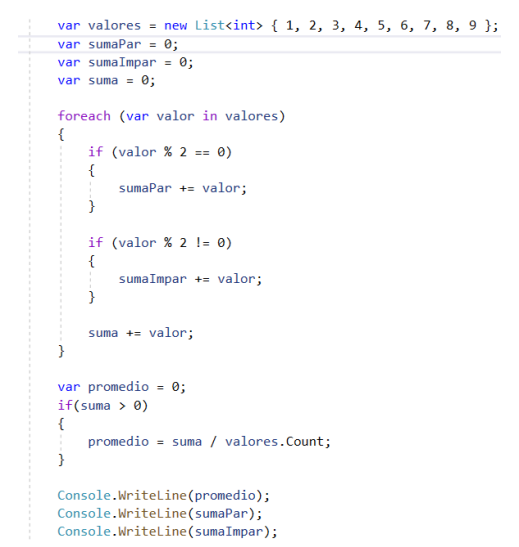 var valores = new List<int> { 1, 2, 3, 4, 5, 6, 7, 8, 9 };
var sumaPar = 0;
var sumaImpar = 0;
var suma = 0;

foreach (var valor in valores)
{
    if (valor % 2 == 0)
    {
        sumaPar += valor;
    }

    if (valor % 2 != 0)
    {
        sumaImpar += valor;
    }

    suma += valor;
}

var promedio = 0;
if(suma > 0)
{
    promedio = suma / valores.Count;
}

Console.WriteLine(promedio);
Console.WriteLine(sumaPar);
Console.WriteLine(sumaImpar);